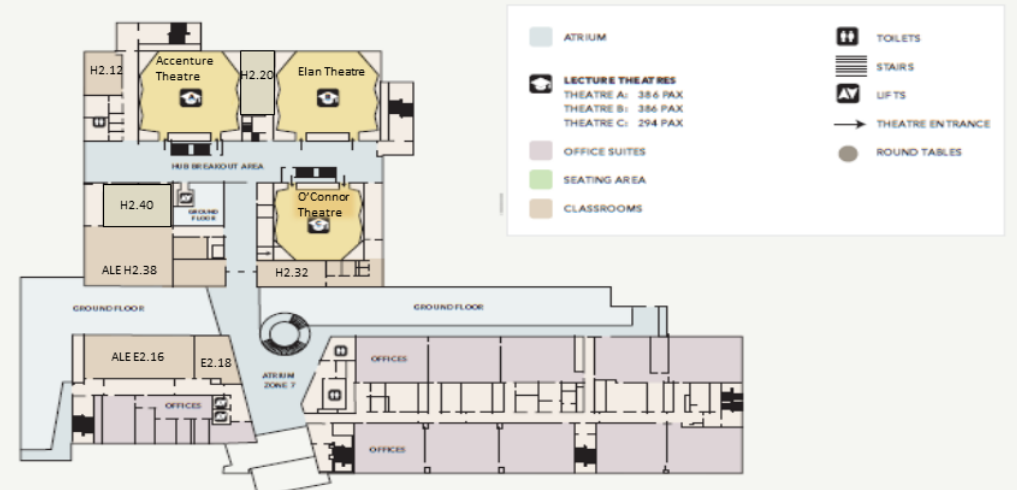 H2.12
Accenture
Theatre
A
H2.20
Elan Theatre
B
HUB BREAKOUT AREA
H2.40
GROUND
FLOOR
O'Connor
Theatre
C
ALE H2.38
H2.32
GROUND FLOOR
GROUND FLOOR
ALE E2.16
E2.18
ATRIUM
ZONE 7
OFFICES
OFFICES
OFFICES
ATRIUM
LECTURE THEATRES
THEATRE A: 386 PAX
THEATRE B: 386 PAX
THEATRE C: 294 PAX
OFFICE SUITES
SEATING AREA
CLASSROOMS
TOILETS
STAIRS
LIFTS
THEATRE ENTRANCE
ROUND TABLES